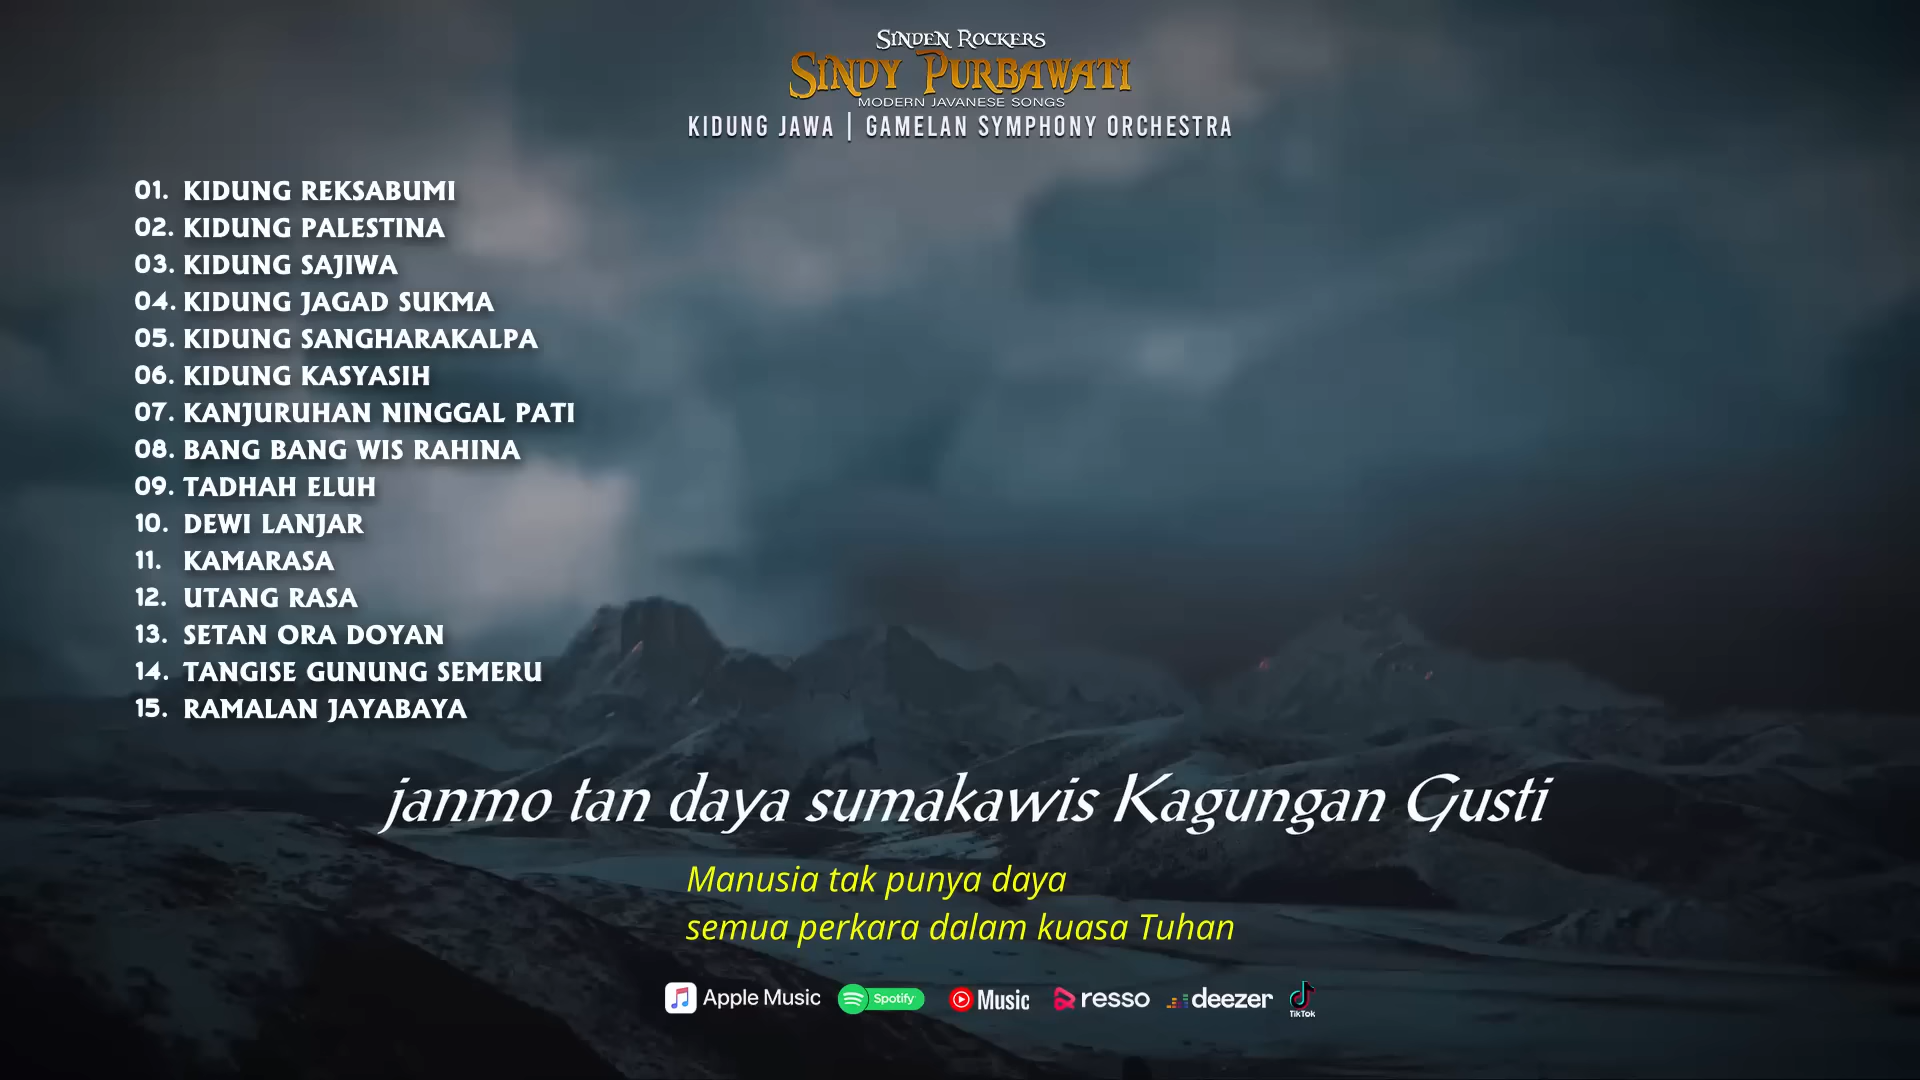 SINDEN ROCKERS
SINDY PURBAWATI
MODERN JAVANESE SONGS
KIDUNG JAWA | GAMELAN SYMPHONY ORCHESTRA
01. KIDUNG REKSABUMI
02. KIDUNG PALESTINA
03. KIDUNG SAJIWA
04. KIDUNG JAGAD SUKMA
05. KIDUNG SANGHARAKALPA
06. KIDUNG KASYASIH
07. KANJURUHAN NINGGAL PATI
08. BANG BANG WIS RAHINA
09. TADHAH ELUH
10. DEWI LANJAR
11. KAMARASA
12. UTANG RASA
13. SETAN ORA DOYAN
14. TANGISE GUNUNG SEMERU
15. RAMALAN JAYABAYA
janmo tan daya sumakawis Kagungan Gusti
Manusia tak punya daya
semua perkara dalam kuasa Tuhan
Apple Music Spotify Music resso deezer TikTok